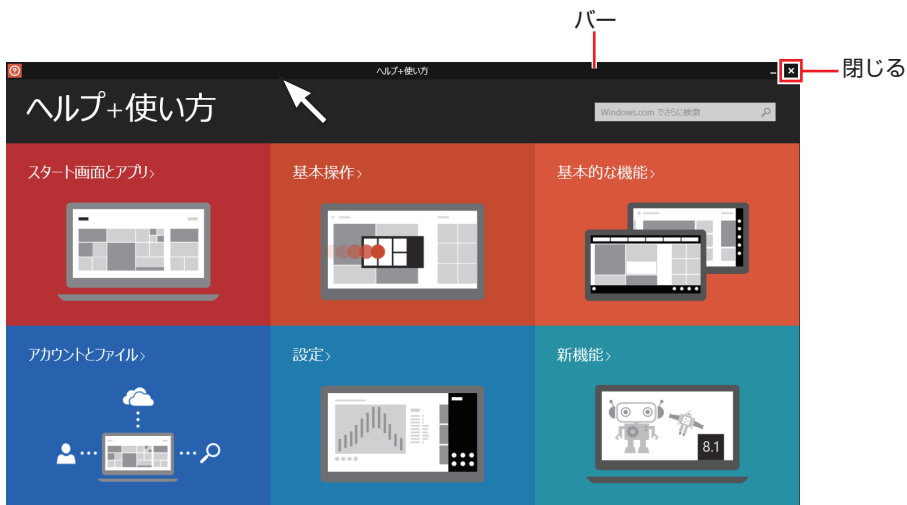 バー
ヘルプ+使い方
閉じる
ヘルプ+使い方
Windows.com でさらに検索
スタート画面とアプリ›
基本操作›
基本的な機能›
アカウントとファイル›
設定›
新機能›
8.1